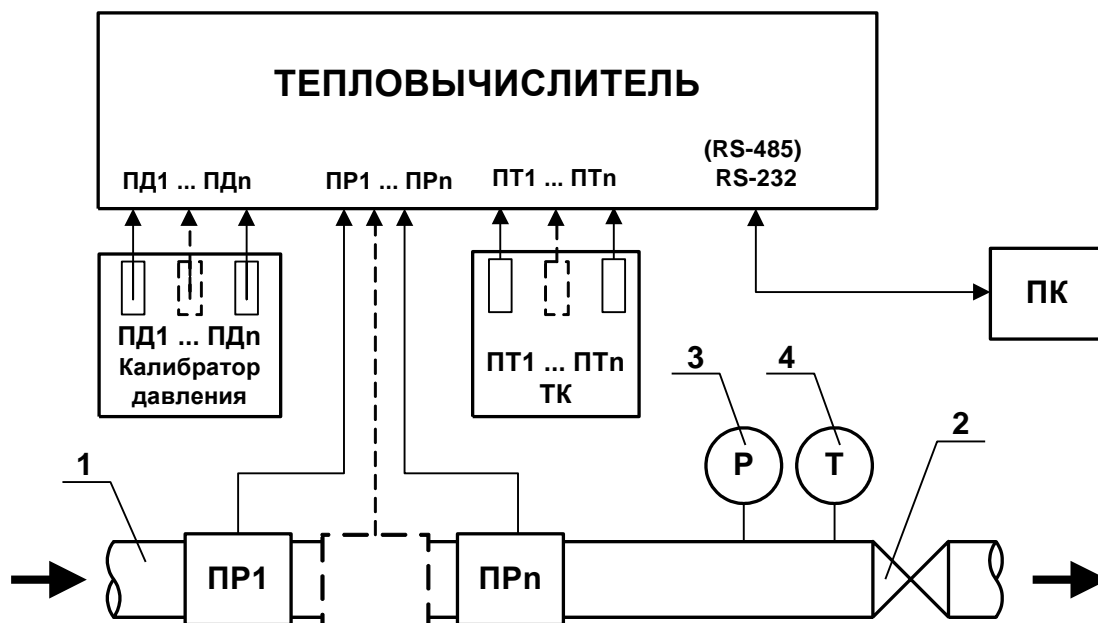 ТЕПЛОВЫЧИСЛИТЕЛЬ
(RS-485)
ПД1 ... ПДn ПР1 ... ПРn ПТ1 ... ПТn RS-232
ПК
ПД1 ... ПДn
Калибратор
давления
ПТ1 ... ПТn
ТК
3 4
2
1
P T
ПР1 ПРn